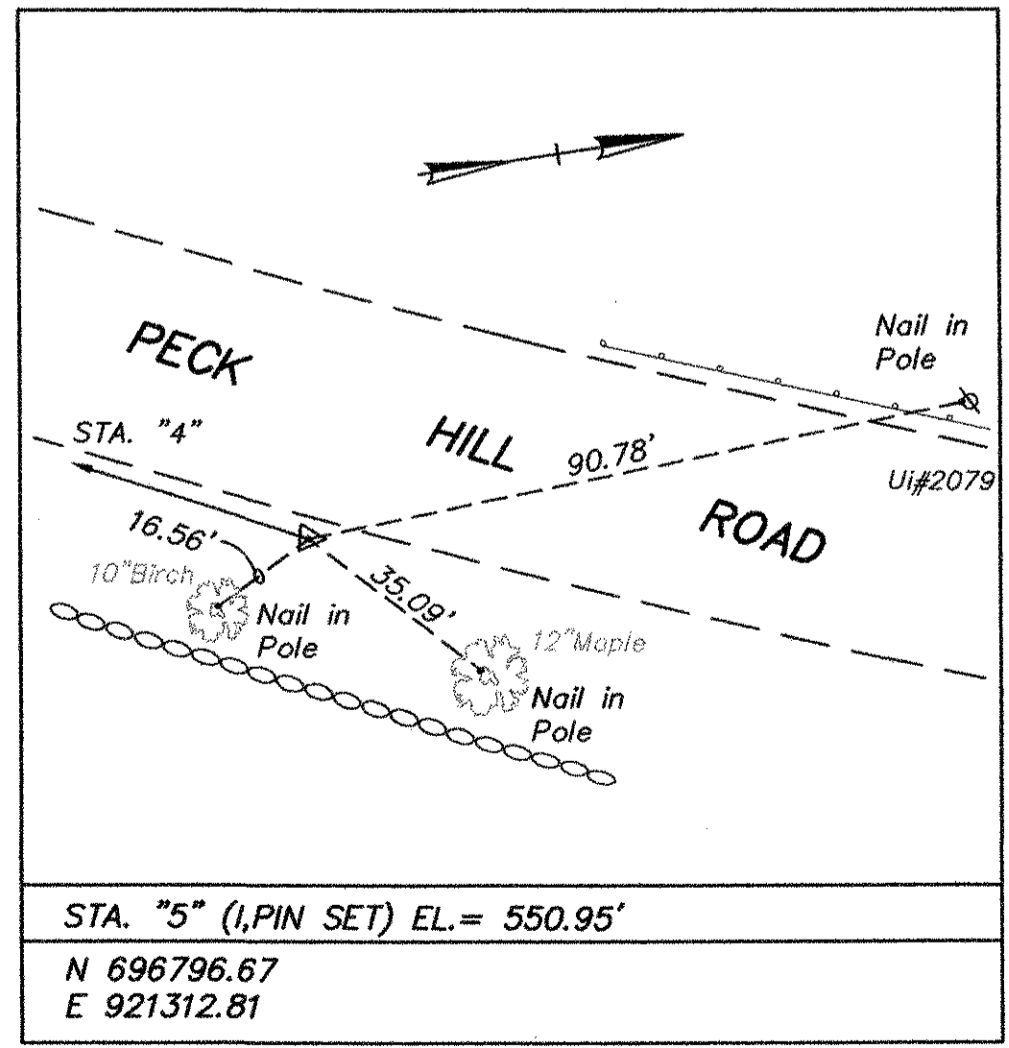 Nail in
Pole
PECK
HILL
ROAD
STA. "4"
90.78'
Ui#2079
16.56'
35.09'
10"Birch
Nail in
Pole
12"Maple
Nail in
Pole
STA. "5" (I,PIN SET) EL.= 550.95'
N 696796.67
E 921312.81